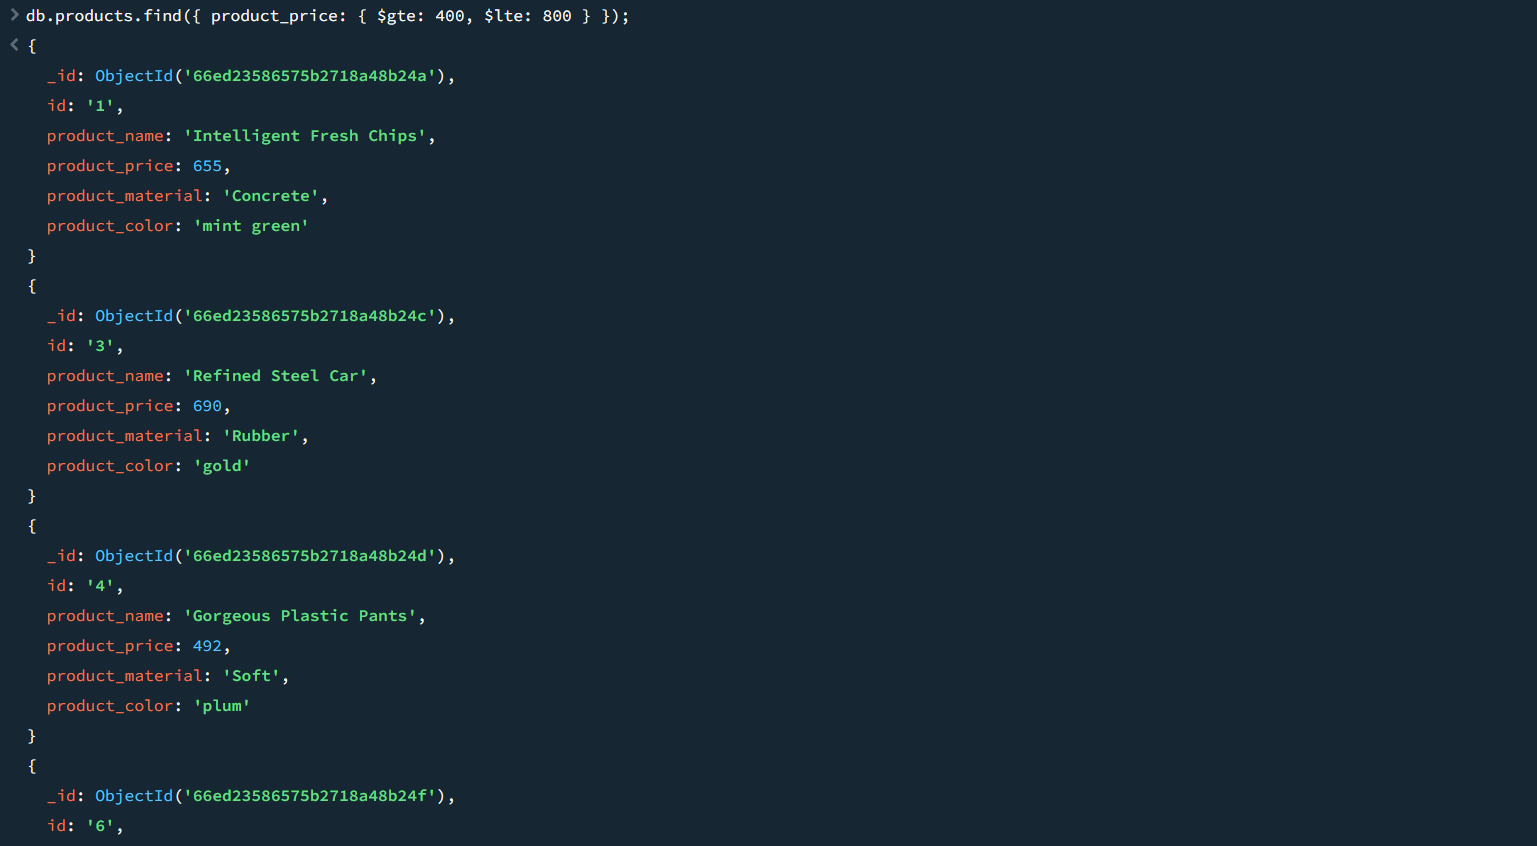 db.products.find({ product_price: { $gte: 400, $lte: 800 } });
{
_id: ObjectId('66ed23586575b2718a48b24a'),
id: '1',
product_name: 'Intelligent Fresh Chips',
product_price: 655,
product_material: 'Concrete',
product_color: 'mint green'
}
{
_id: ObjectId('66ed23586575b2718a48b24c'),
id: '3',
product_name: 'Refined Steel Car',
product_price: 690,
product_material: 'Rubber',
product_color: 'gold'
}
{
_id: ObjectId('66ed23586575b2718a48b24d'),
id: '4',
product_name: 'Gorgeous Plastic Pants',
product_price: 492,
product_material: 'Soft',
product_color: 'plum'
}
{
_id: ObjectId('66ed23586575b2718a48b24f'),
id: '6',